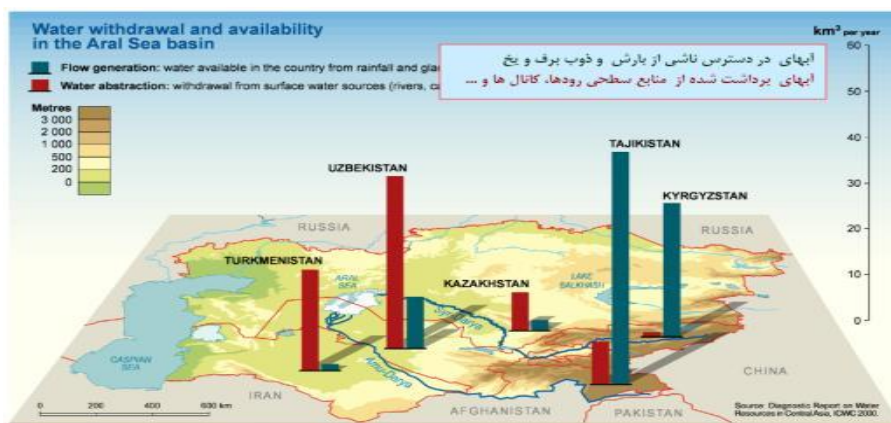 Water withdrawal and availability
in the Aral Sea basin
Flow generation: water available in the country from rainfall and glac
Water abstraction: withdrawal from surface water sources (rivers, ca
آبهای در دسترس ناشی از بارش و ذوب برف و یخ
آبهای برداشت شده از منابع سطحی رودها، کانال ها و ...
km³ per year
60
50
40
30
20
10
0
Metres
3 000
2 000
1 000
500
200
0
TAJIKISTAN
UZBEKISTAN
KYRGYZSTAN
RUSSIA
RUSSIA
TURKMENISTAN
ARAL
SEA
KAZAKHSTAN
LAKE
BALKHASH
Syr Darya
Amu Darya
CASPIAN
SEA
IRAN
AFGHANISTAN
PAKISTAN
CHINA
0 200 400 600 km
Source: Diagnostic Report on Water
Resources in Central Asia, ICWC 2000.